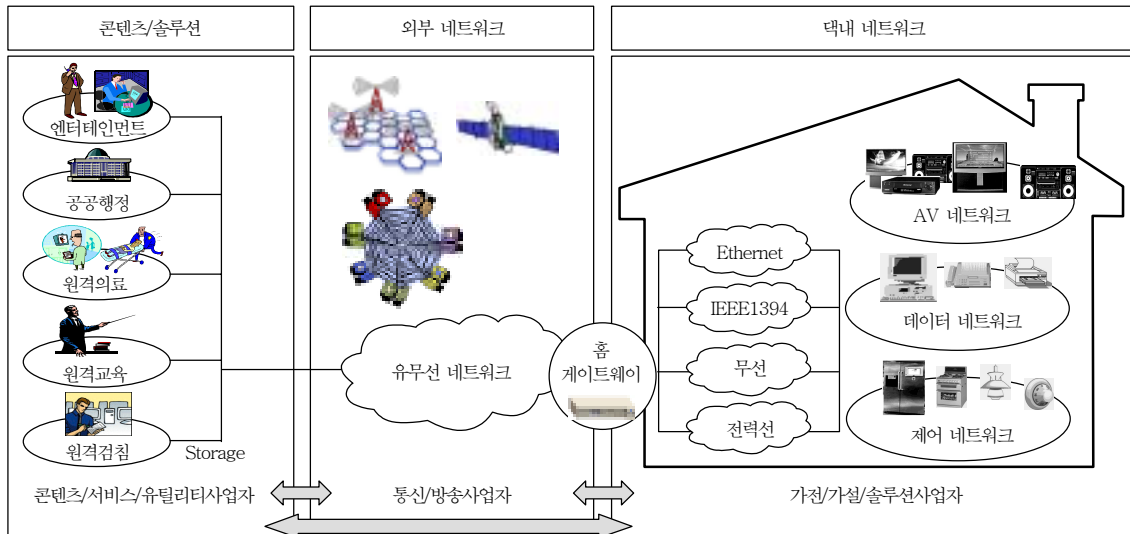 콘텐츠/솔루션
외부 네트워크
댁내 네트워크
엔터테인먼트
공공행정
원격의료
원격교육
원격검침
Storage
유무선 네트워크
홈
게이트웨이
Ethernet
IEEE1394
무선
전력선
AV 네트워크
데이터 네트워크
제어 네트워크
콘텐츠/서비스/유틸리티사업자
통신/방송사업자
가전/가설/솔루션사업자